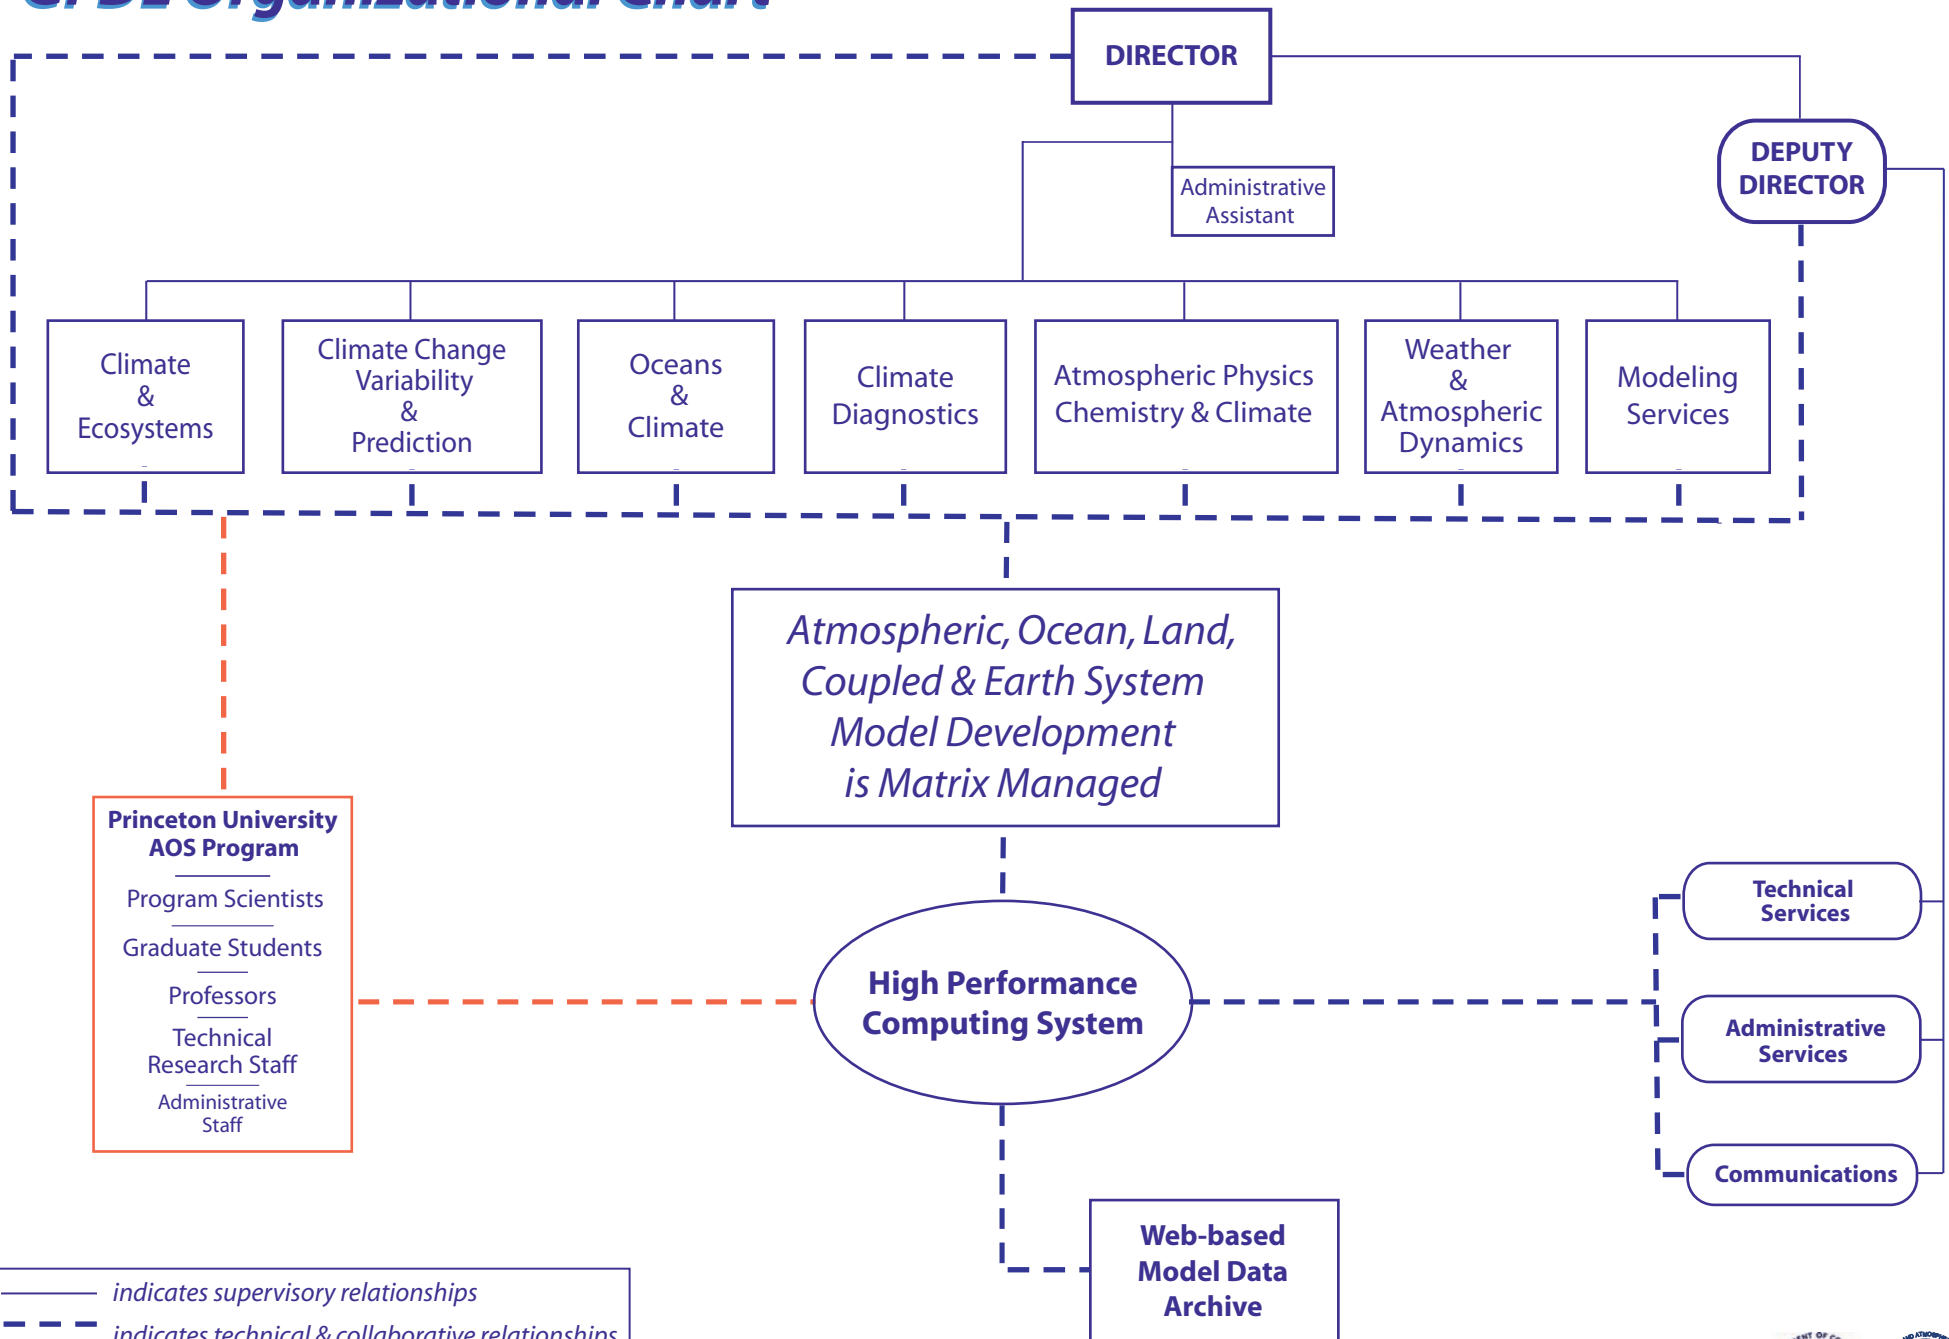 Organizational Chart
DIRECTOR
DEPUTY
DIRECTOR
Administrative
Assistant
Climate
&
Ecosystems
Climate Change
Variability
&
Prediction
Oceans
&
Climate
Climate
Diagnostics
Atmospheric Physics
Chemistry & Climate
Weather
&
Atmospheric
Dynamics
Modeling
Services
Atmospheric, Ocean, Land,
Coupled & Earth System
Model Development
is Matrix Managed
Princeton University
AOS Program
Program Scientists
Graduate Students
Professors
Technical
Research Staff
Administrative
Staff
High Performance
Computing System
Technical
Services
Administrative
Services
Communications
Web-based
Model Data
Archive
indicates supervisory relationships
indicates technical & collaborative relationships